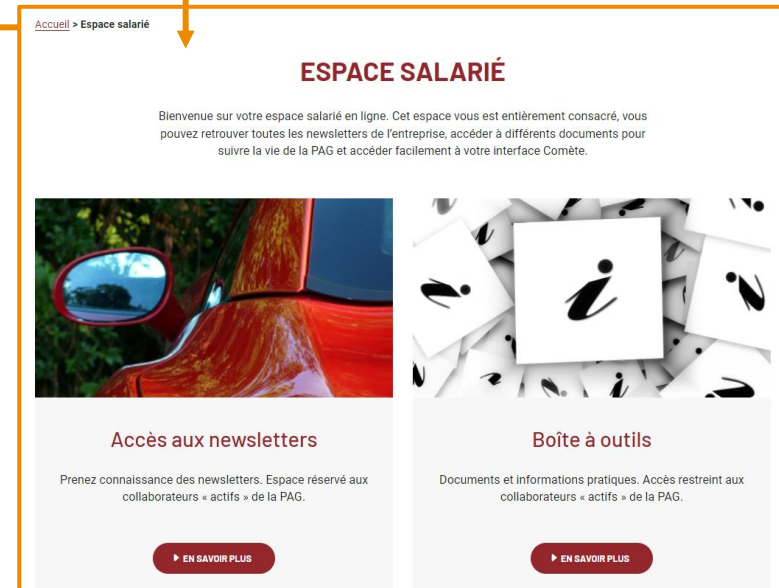 Accueil > Espace salarié
ESPACE SALARIÉ
Bienvenue sur votre espace salarié en ligne. Cet espace vous est entièrement consacré, vous
pouvez retrouver toutes les newsletters de l'entreprise, accéder à différents documents pour
suivre la vie de la PAG et accéder facilement à votre interface Comète.
Accès aux newsletters
Prenez connaissance des newsletters. Espace réservé aux
collaborateurs « actifs » de la PAG.
EN SAVOIR PLUS
Boîte à outils
Documents et informations pratiques. Accès restreint aux
collaborateurs « actifs » de la PAG.
EN SAVOIR PLUS